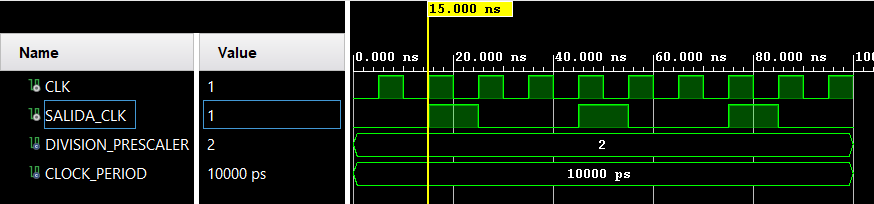 15.000 ns
Name Value
0.000 ns 20.000 ns 40.000 ns 60.000 ns 80.000 ns 100
CLK 1
SALIDA_CLK 1
DIVISION_PRESCALER 2 2
CLOCK_PERIOD 10000 ps 10000 ps